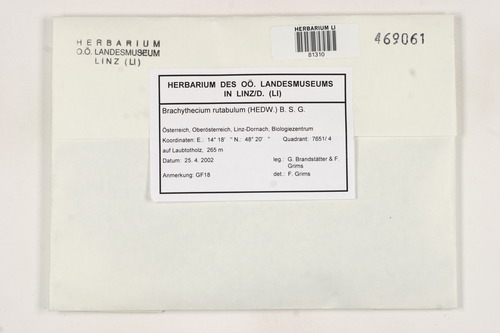 HERBARIUM
O.Ö. LANDESMUSEUM
LINZ (LI)
HERBARIUM LI
81310
469061
HERBARIUM DES OÖ. LANDESMUSEUMS
IN LINZ/D. (LI)
Brachythecium rutabulum (HEDW.) B. S. G.
Österreich, Oberösterreich, Linz-Dornach, Biologiezentrum
Koordinaten: E.: 14° 18' " N.: 48° 20' " Quadrant: 7651/ 4
auf Laubtotholz, 265 m
Datum: 25. 4. 2002 leg.: G. Brandstätter & F. Grims
Anmerkung: GF18 det.: F. Grims